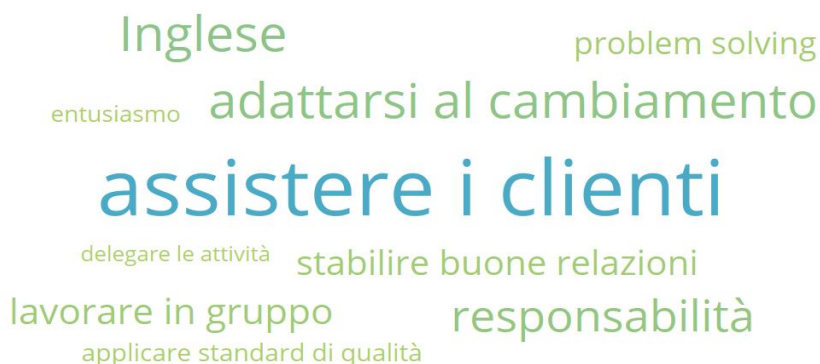 Inglese
problem solving
entusiasmo
adattarsi al cambiamento
assistere i clienti
delegare le attività
stabilire buone relazioni
lavorare in gruppo
responsabilità
applicare standard di qualità